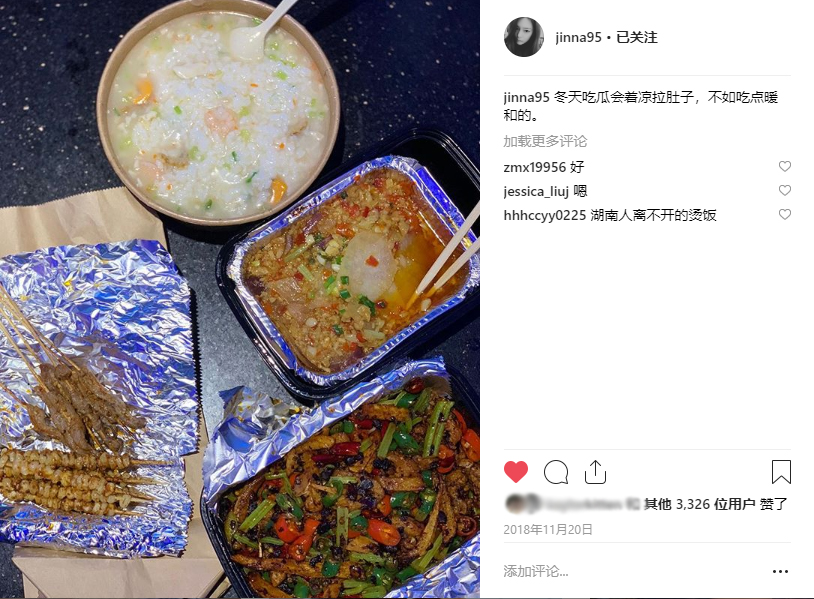 jinna95 • 已关注
jinna95 冬天吃瓜会着凉拉肚子，不如吃点暖
和的。
加载更多评论
zmx19956 好
jessica_liuj 嗯
hhhccyy0225 湖南人离不开的烫饭
其他 3,326 位用户 赞了
2018年11月20日
添加评论...